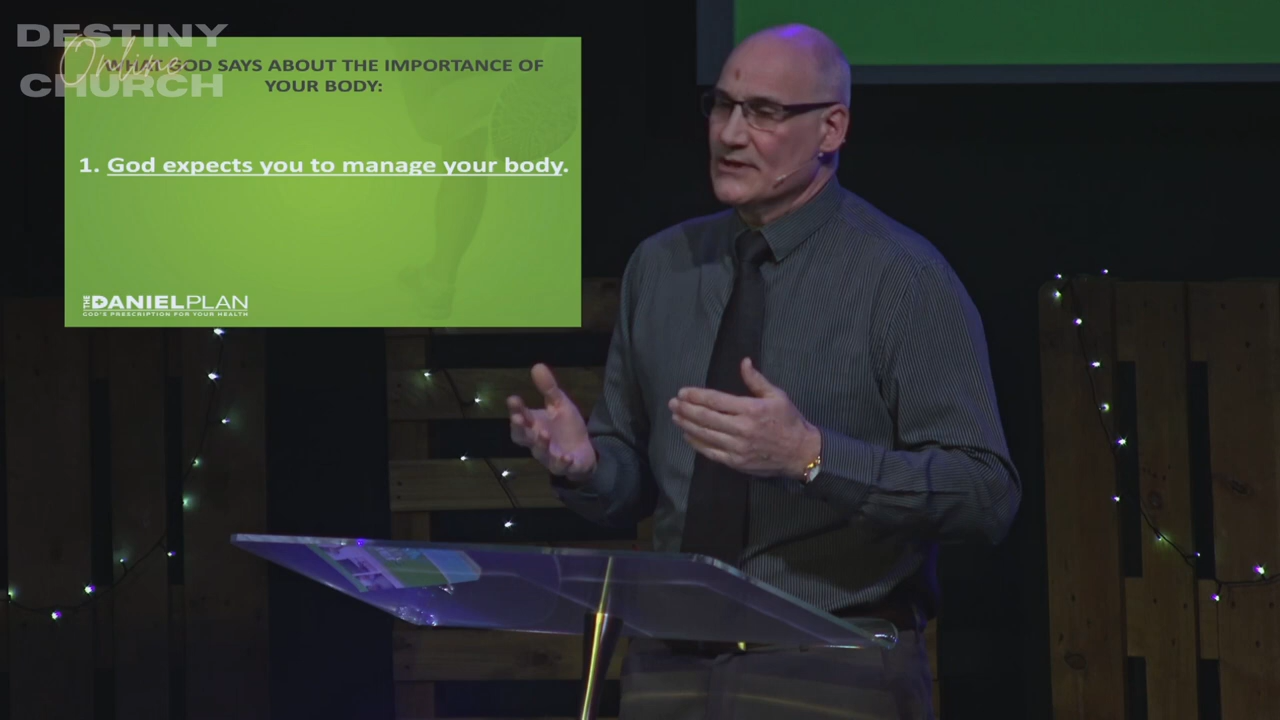 DESTINY
Online
CHURCH
WHAT GOD SAYS ABOUT THE IMPORTANCE OF
YOUR BODY:
1. God expects you to manage your body.
THE DANIEL PLAN
GOD'S PRESCRIPTION FOR YOUR HEALTH